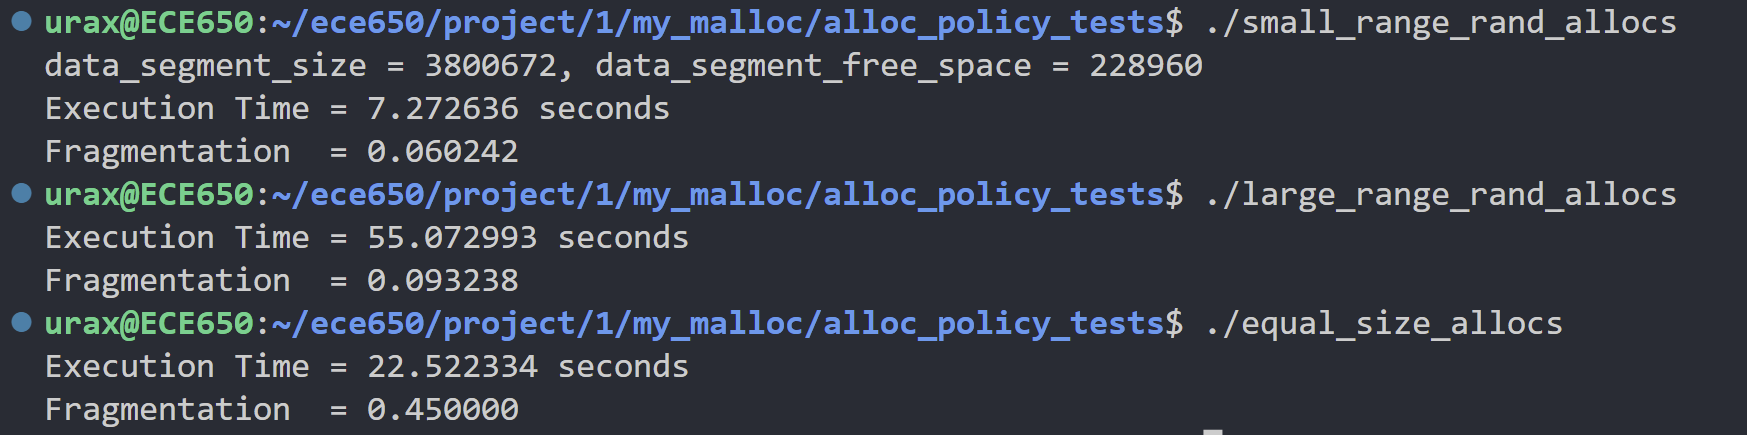 urax@ECE650:~/ece650/project/1/my_malloc/alloc_policy_tests$ ./small_range_rand_allocs
data_segment_size = 3800672, data_segment_free_space = 228960
Execution Time = 7.272636 seconds
Fragmentation  = 0.060242
urax@ECE650:~/ece650/project/1/my_malloc/alloc_policy_tests$ ./large_range_rand_allocs
Execution Time = 55.072993 seconds
Fragmentation  = 0.093238
urax@ECE650:~/ece650/project/1/my_malloc/alloc_policy_tests$ ./equal_size_allocs
Execution Time = 22.522334 seconds
Fragmentation  = 0.450000